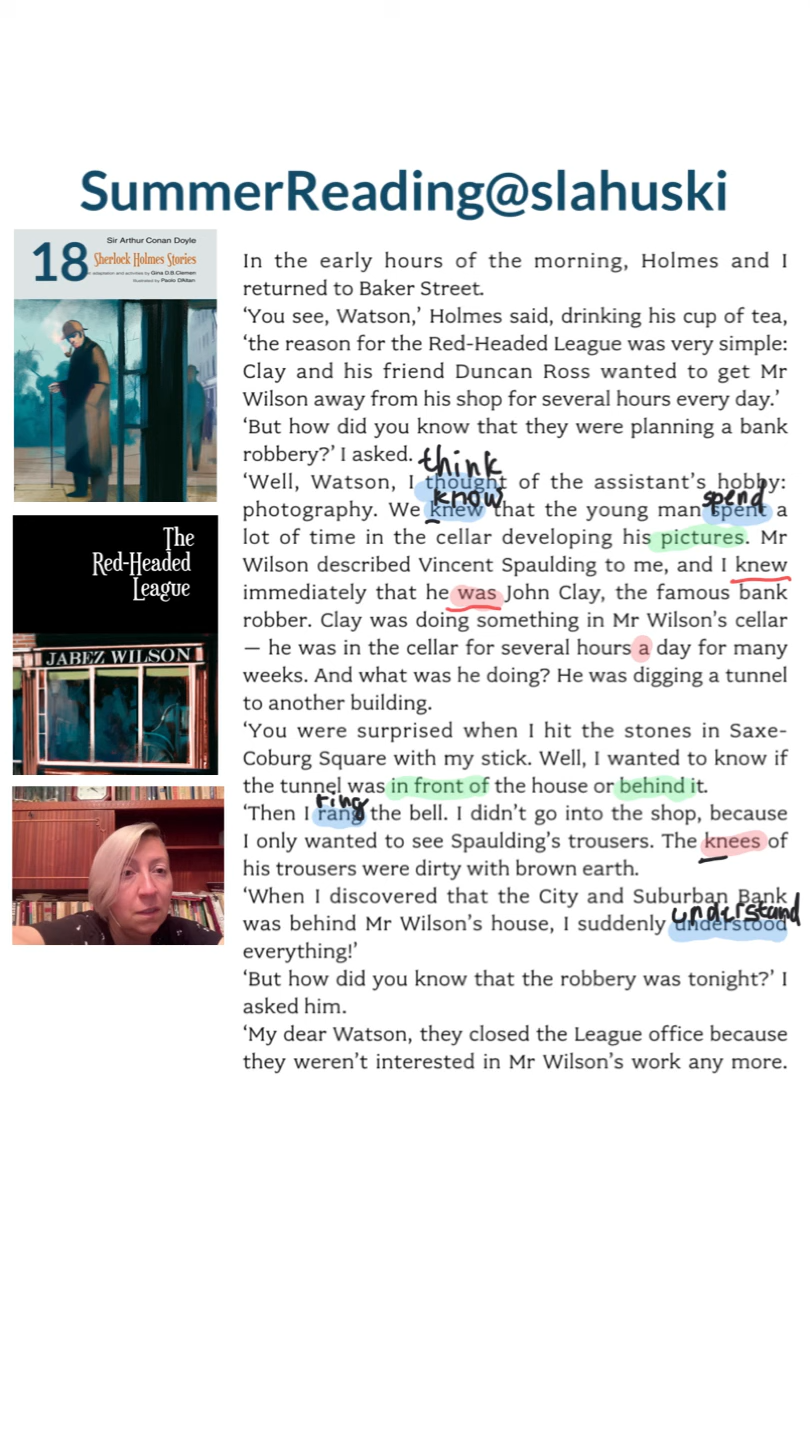 SummerReading@slahuski
18
Sir Arthur Conan Doyle
Sherlock Holmes Stories
adaptation and activities by Gina D.B. Clemen
illustrated by Paolo D'Altan
The
Red-Headed
League
JABEZ WILSON
In the early hours of the morning, Holmes and I
returned to Baker Street.
‘You see, Watson,’ Holmes said, drinking his cup of tea,
‘the reason for the Red-Headed League was very simple:
Clay and his friend Duncan Ross wanted to get Mr
Wilson away from his shop for several hours every day.’
‘But how did you know that they were planning a bank
robbery?’ I asked.
think
‘Well, Watson, I thought of the assistant’s hobby:
know spend
photography. We knew that the young man spent a
lot of time in the cellar developing his pictures. Mr
Wilson described Vincent Spaulding to me, and I knew
immediately that he was John Clay, the famous bank
robber. Clay was doing something in Mr Wilson’s cellar
— he was in the cellar for several hours a day for many
weeks. And what was he doing? He was digging a tunnel
to another building.
‘You were surprised when I hit the stones in Saxe-
Coburg Square with my stick. Well, I wanted to know if
the tunnel was in front of the house or behind it.
ring
‘Then I rang the bell. I didn’t go into the shop, because
I only wanted to see Spaulding’s trousers. The knees of
his trousers were dirty with brown earth.
‘When I discovered that the City and Suburban Bank
understand
was behind Mr Wilson’s house, I suddenly understood
everything!’
‘But how did you know that the robbery was tonight?’ I
asked him.
‘My dear Watson, they closed the League office because
they weren’t interested in Mr Wilson’s work any more.